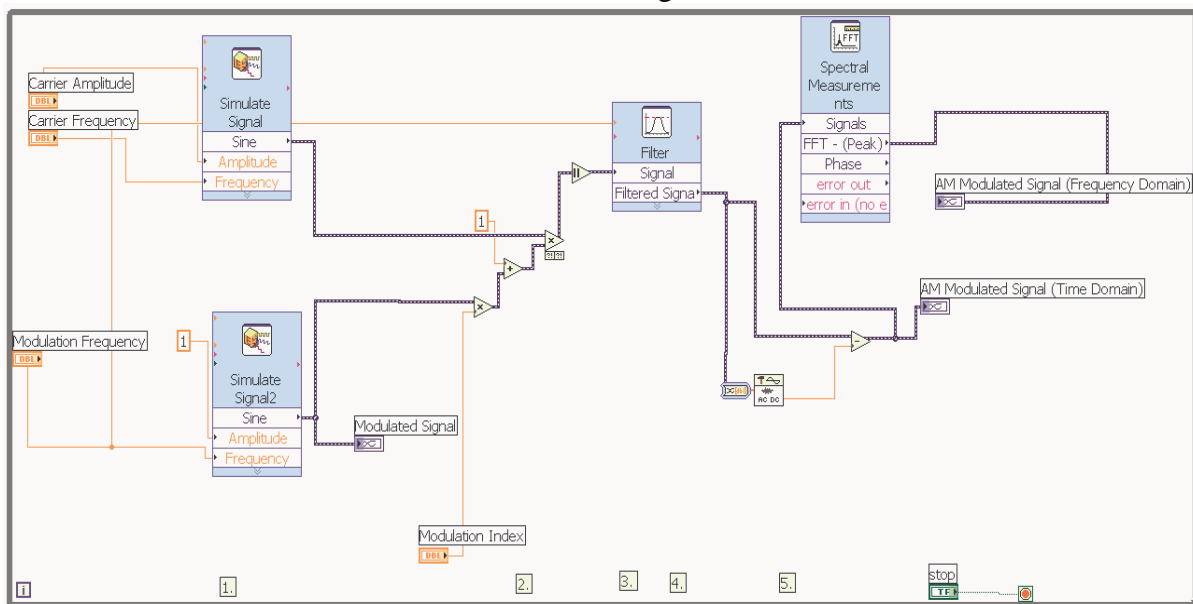 Carrier Amplitude
DBL
Carrier Frequency
DBL
Simulate
Signal
Sine
Amplitude
Frequency
Modulation Frequency
DBL
1
Simulate
Signal2
Sine
Amplitude
Frequency
Modulated Signal
Modulation Index
DBL
1
Filter
Signal
Filtered Signa
AC DC
FFT
Spectral
Measureme
nts
Signals
FFT - (Peak)
Phase
error out
error in (no e
AM Modulated Signal (Frequency Domain)
AM Modulated Signal (Time Domain)
i
1.
2.
3.
4.
5.
stop
TF